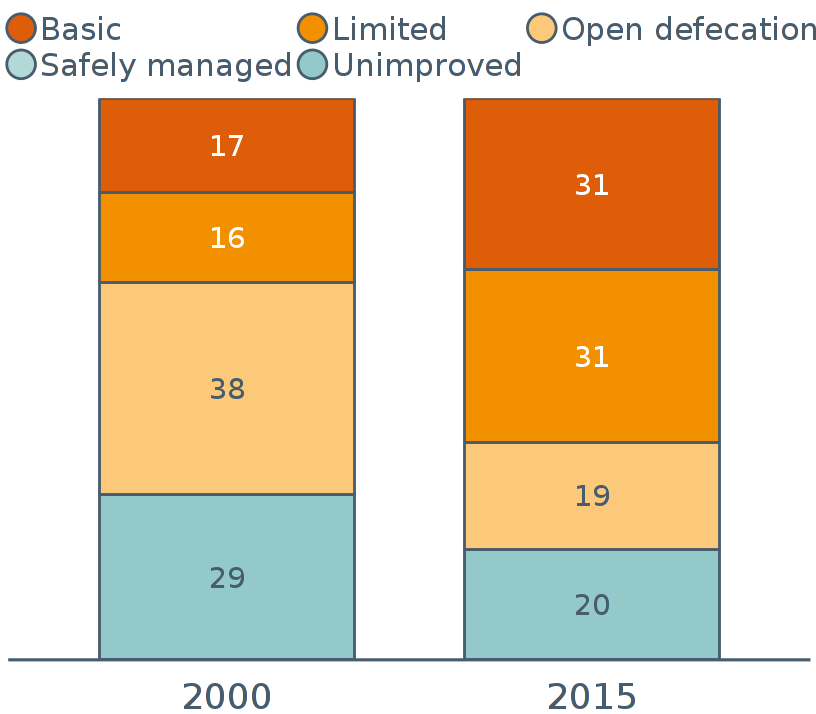 Basic Limited Open defecation
Safely managed Unimproved
17 31
16 31
38 19
29 20
2000 2015